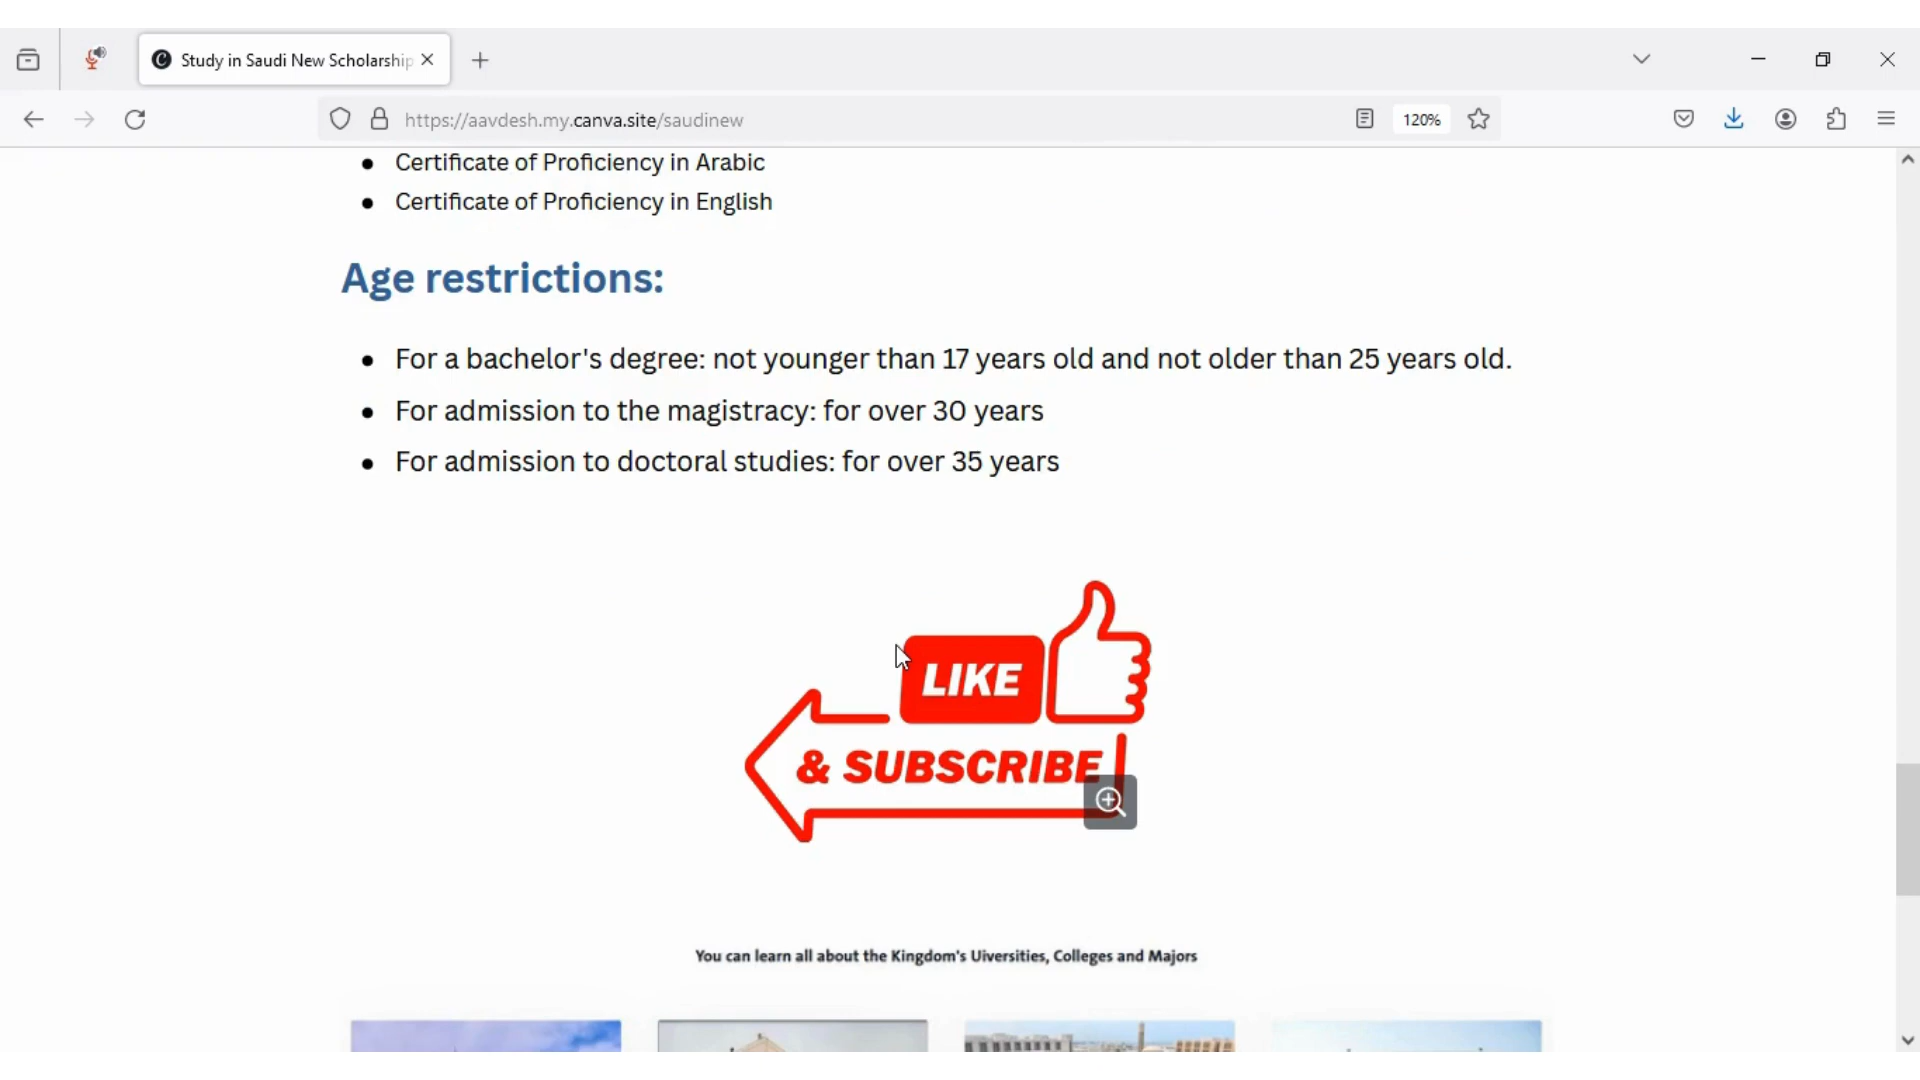 Study in Saudi New Scholarship
https://aavdesh.my.canva.site/saudinew
120%
● Certificate of Proficiency in Arabic
● Certificate of Proficiency in English
Age restrictions:
● For a bachelor's degree: not younger than 17 years old and not older than 25 years old.
● For admission to the magistracy: for over 30 years
● For admission to doctoral studies: for over 35 years
LIKE
& SUBSCRIBE
You can learn all about the Kingdom's Uiversities, Colleges and Majors